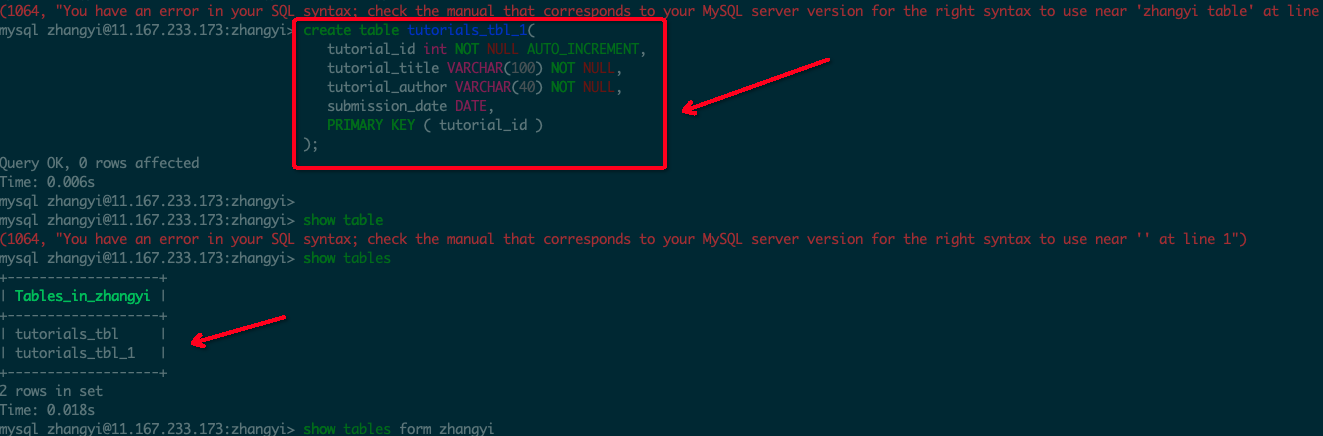 (1064, "You have an error in your SQL syntax; check the manual that corresponds to your MySQL server version for the right syntax to use near 'zhangyi table' at line
mysql zhangyi@11.167.233.173:zhangyi> create table tutorials_tbl_1(
   tutorial_id int NOT NULL AUTO_INCREMENT,
   tutorial_title VARCHAR(100) NOT NULL,
   tutorial_author VARCHAR(40) NOT NULL,
   submission_date DATE,
   PRIMARY KEY ( tutorial_id )
);
Query OK, 0 rows affected
Time: 0.006s
mysql zhangyi@11.167.233.173:zhangyi>
mysql zhangyi@11.167.233.173:zhangyi> show table
(1064, "You have an error in your SQL syntax; check the manual that corresponds to your MySQL server version for the right syntax to use near '' at line 1")
mysql zhangyi@11.167.233.173:zhangyi> show tables
+-------------------+
| Tables_in_zhangyi |
+-------------------+
| tutorials_tbl     |
| tutorials_tbl_1   |
+-------------------+
2 rows in set
Time: 0.018s
mysql zhangyi@11.167.233.173:zhangyi> show tables form zhangyi